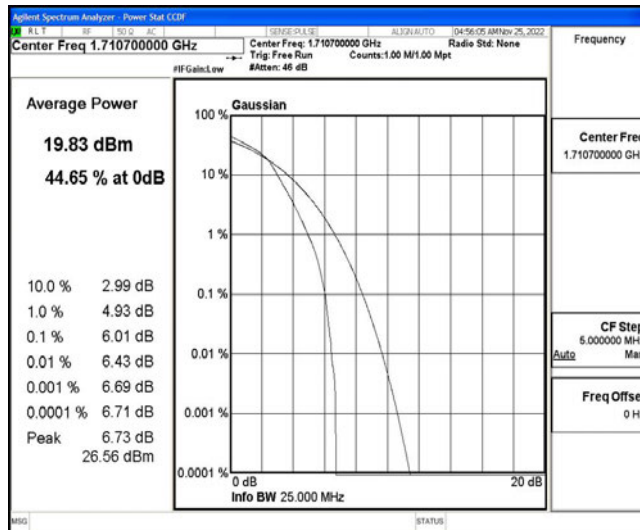 Agilent Spectrum Analyzer - Power Stat CCDF
RLT RF 50 Ω AC SENSE:PULSE ALIGNAUTO 04:56:05 AM Nov 25, 2022
Center Freq 1.710700000 GHz
Center Freq: 1.710700000 GHz Radio Std: None
Trig: Free Run Counts:1.00 M/1.00 Mpt
#IFGain:Low #Atten: 46 dB
Frequency
Average Power
19.83 dBm
44.65 % at 0dB
10.0 % 2.99 dB
1.0 % 4.93 dB
0.1 % 6.01 dB
0.01 % 6.43 dB
0.001 % 6.69 dB
0.0001 % 6.71 dB
Peak 6.73 dB
26.56 dBm
Gaussian
100 %
10 %
1 %
0.1 %
0.01 %
0.001 %
0.0001 %
0 dB 20 dB
Info BW 25.000 MHz
Center Fre
1.710700000 GH
CF Step
5.000000 MH
Auto Ma
Freq Offse
0 H
MSG STATUS